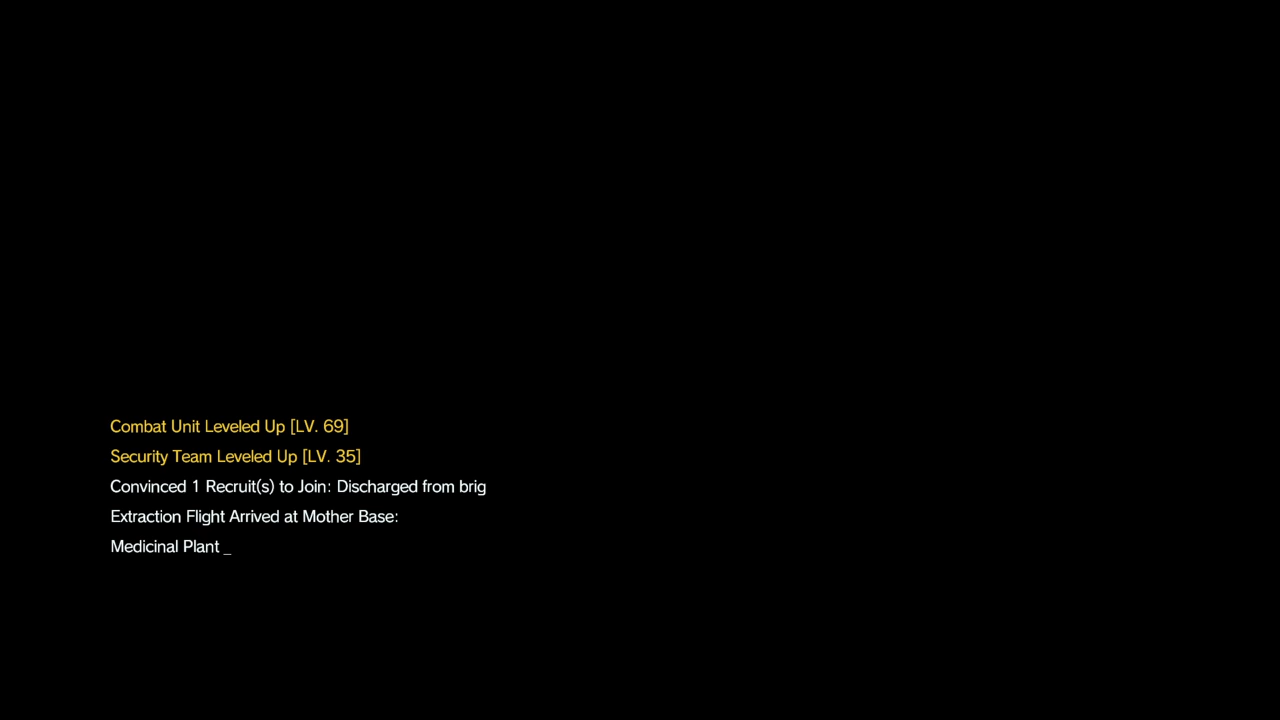 Combat Unit Leveled Up [LV. 69]
Security Team Leveled Up [LV. 35]
Convinced 1 Recruit(s) to Join: Discharged from brig
Extraction Flight Arrived at Mother Base:
Medicinal Plant _